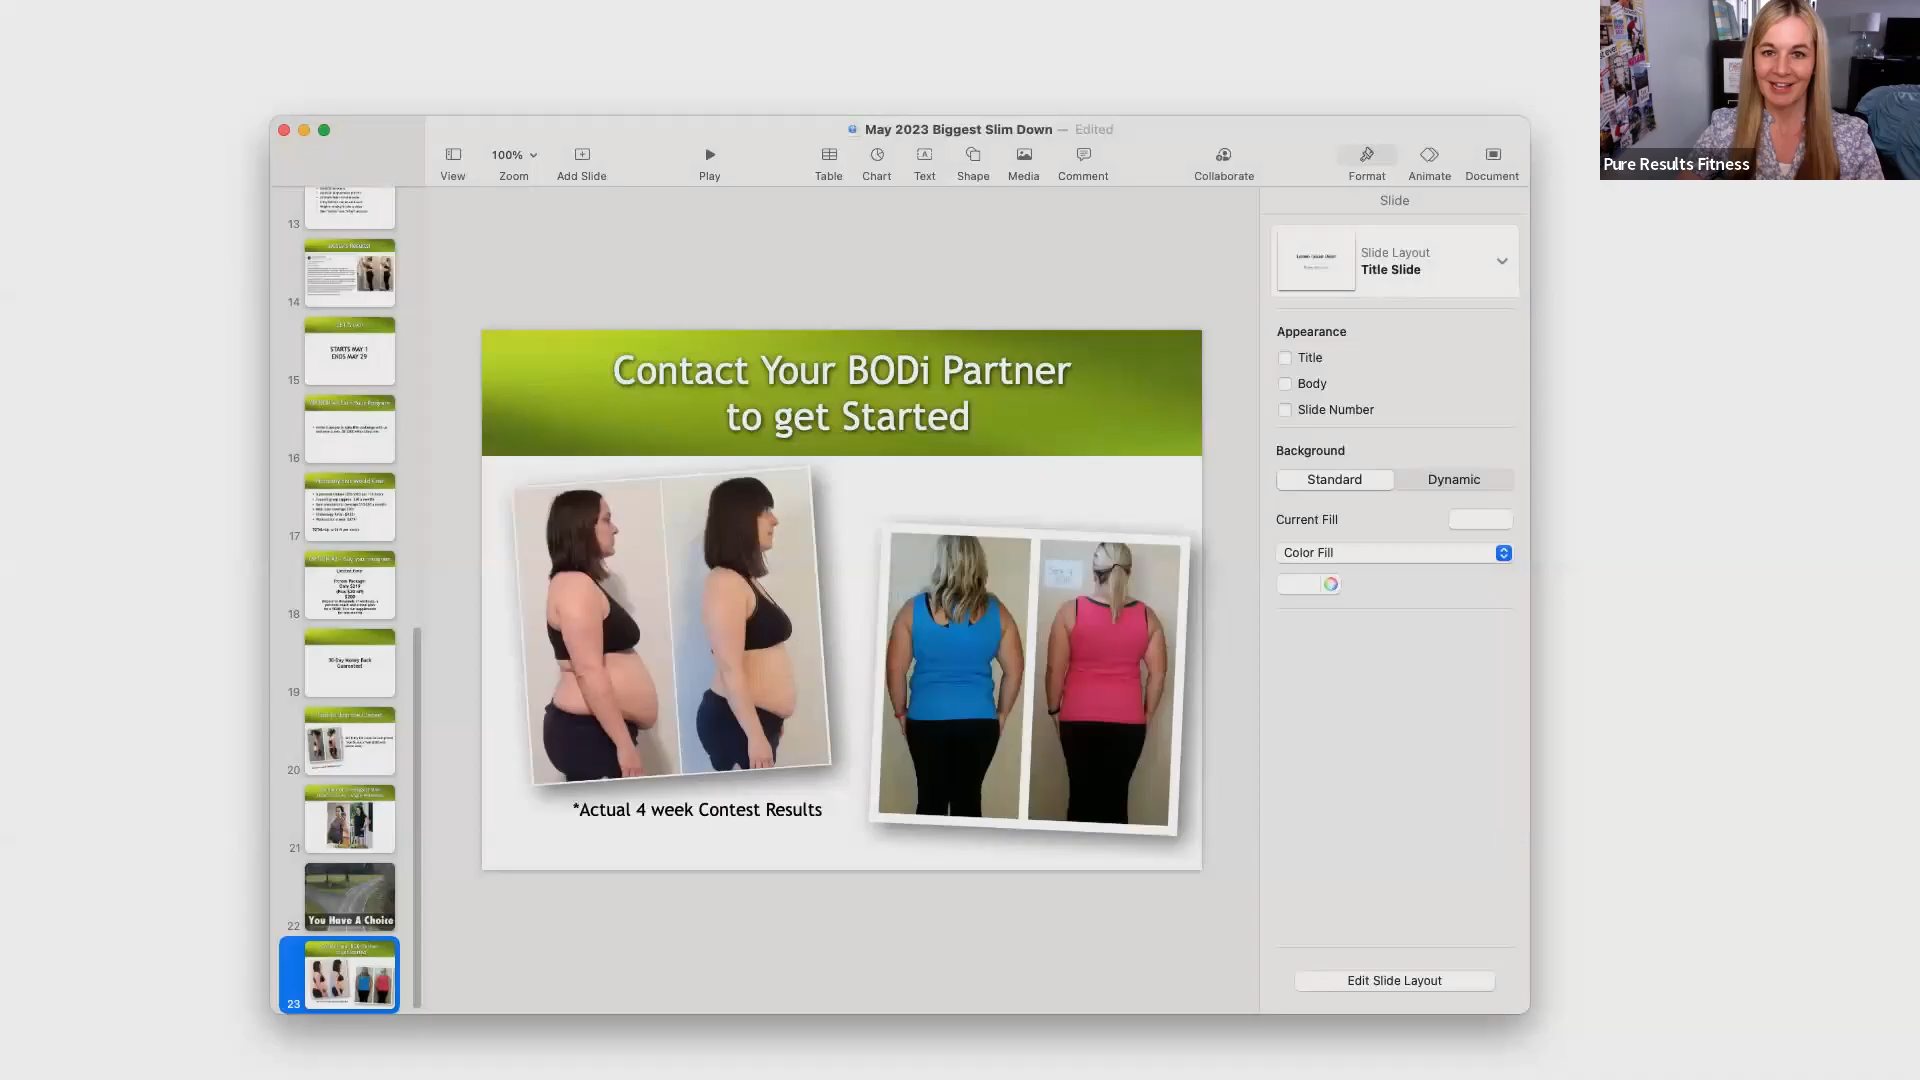 May 2023 Biggest Slim Down — Edited
View
100%
Zoom
Add Slide
Play
Table
Chart
Text
Shape
Media
Comment
Collaborate
Format
Animate
Document
Pure Results Fitness
13
14
STARTS MAY 1
ENDS MAY 29
15
16
17
18
30-Day Money Back
19
20
21
You Have A Choice
22
23
Contact Your BODi Partner
to get Started
*Actual 4 week Contest Results
Slide
Slide Layout
Title Slide
Appearance
Title
Body
Slide Number
Background
Standard
Dynamic
Current Fill
Color Fill
Edit Slide Layout